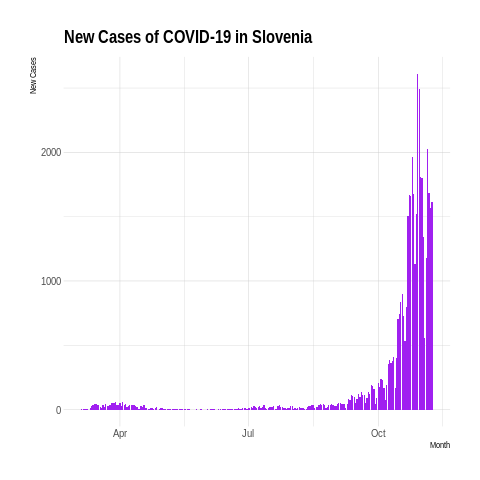 New Cases of COVID-19 in Slovenia
New Cases
2000
1000
0
Apr Jul Oct
Month